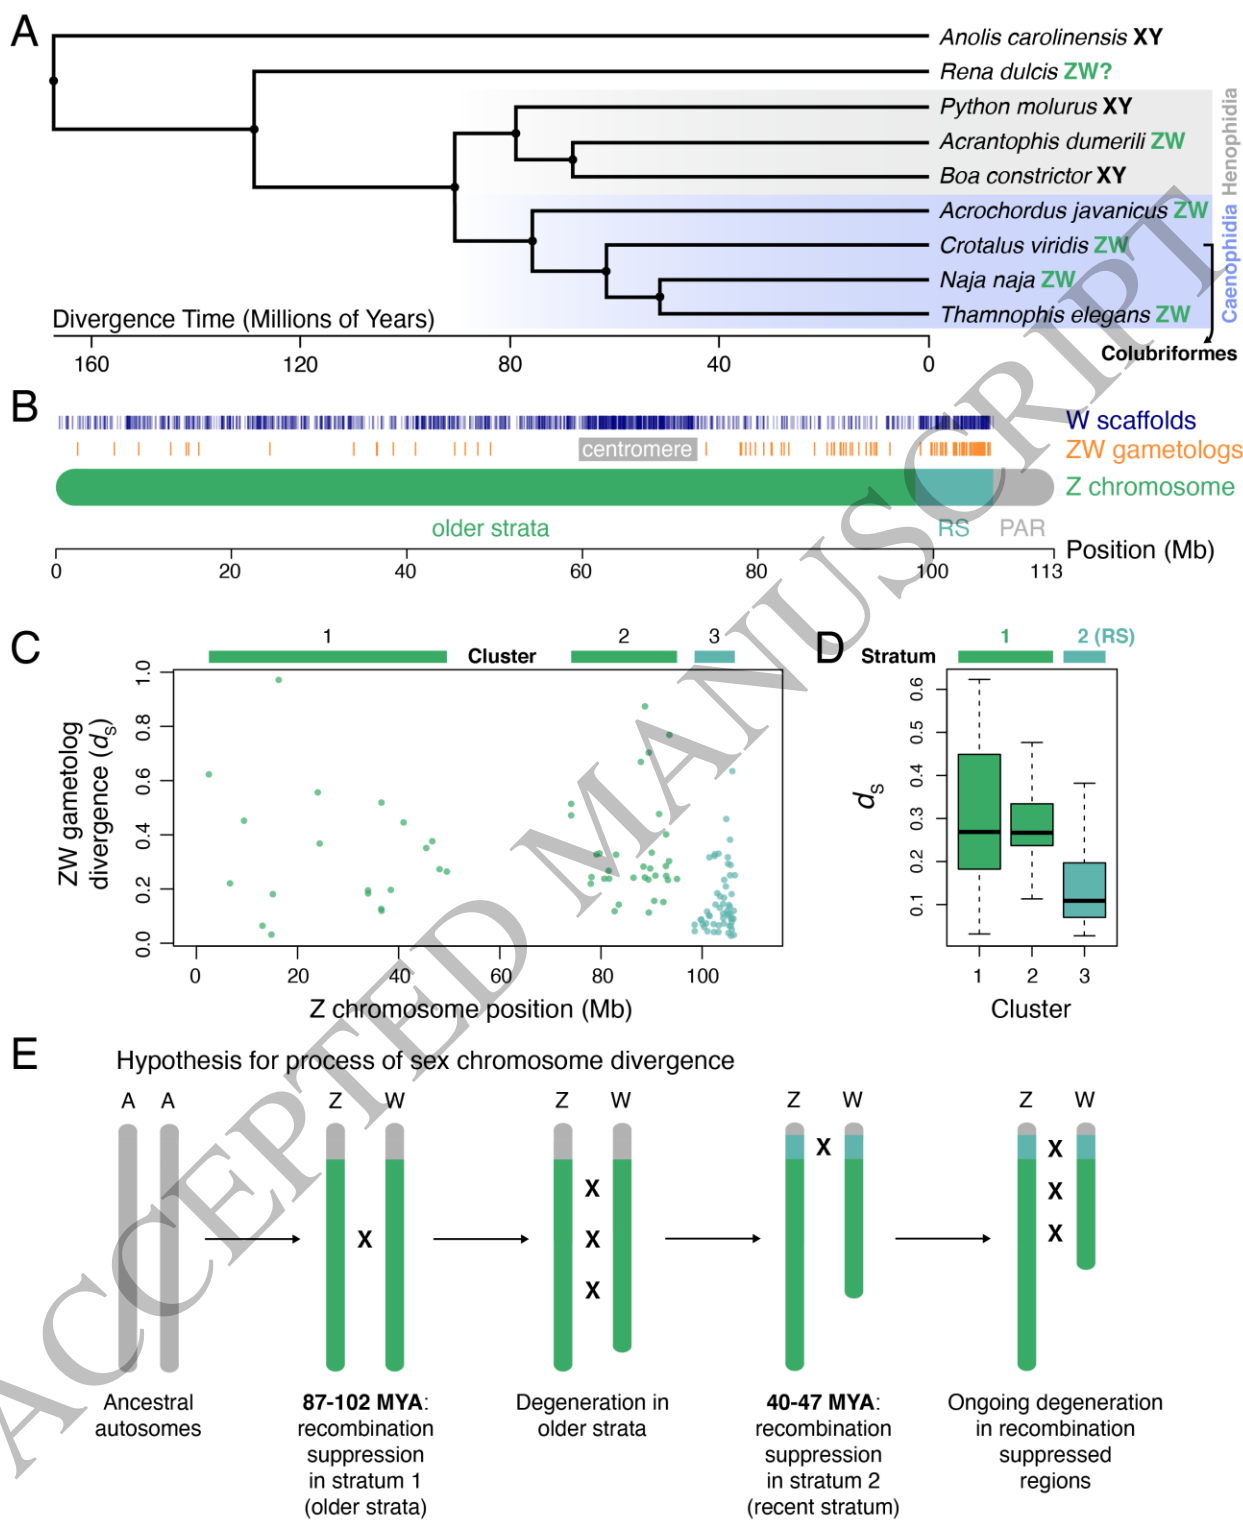 A
Anolis carolinensis XY
Rena dulcis ZW?
Python molurus XY
Acrantophis dumerili ZW
Boa constrictor XY
Acrochordus javanicus ZW
Crotalus viridis ZW
Naja naja ZW
Thamnophis elegans ZW
Henophidia
Caenophidia
Colubriformes
Divergence Time (Millions of Years)
160 120 80 40 0
B
W scaffolds
ZW gametologs
centromere
Z chromosome
older strata RS PAR
Position (Mb)
0 20 40 60 80 100 113
C
1 Cluster 2 3
ZW gametolog
divergence (dS)
1.0
0.8
0.6
0.4
0.2
0.0
0 20 40 60 80 100
Z chromosome position (Mb)
D
Stratum 1 2 (RS)
dS
0.6
0.5
0.4
0.3
0.2
0.1
1 2 3
Cluster
E
Hypothesis for process of sex chromosome divergence
A A Z W Z W Z W Z W
X
X
X
X
X
X
X
X
Ancestral
autosomes
87-102 MYA:
recombination
suppression
in stratum 1
(older strata)
Degeneration in
older strata
40-47 MYA:
recombination
suppression
in stratum 2
(recent stratum)
Ongoing degeneration
in recombination
suppressed
regions
ACCEPTED MANUSCRIPT